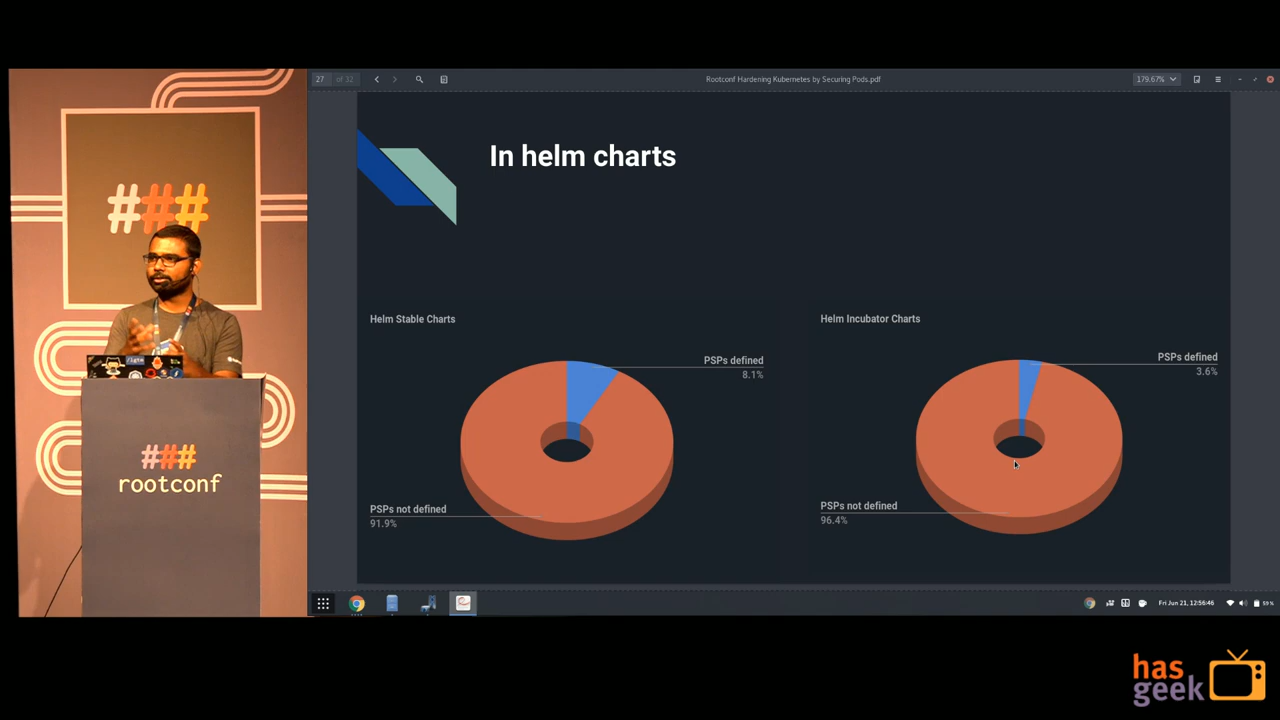 27 of 32
Rootconf Hardening Kubernetes by Securing Pods.pdf
179.67%
In helm charts
###
Helm Stable Charts
PSPs defined
8.1%
PSPs not defined
91.9%
Helm Incubator Charts
PSPs defined
3.6%
PSPs not defined
96.4%
###
rootconf
Fri Jun 21, 12:56:46
59%
has
geek